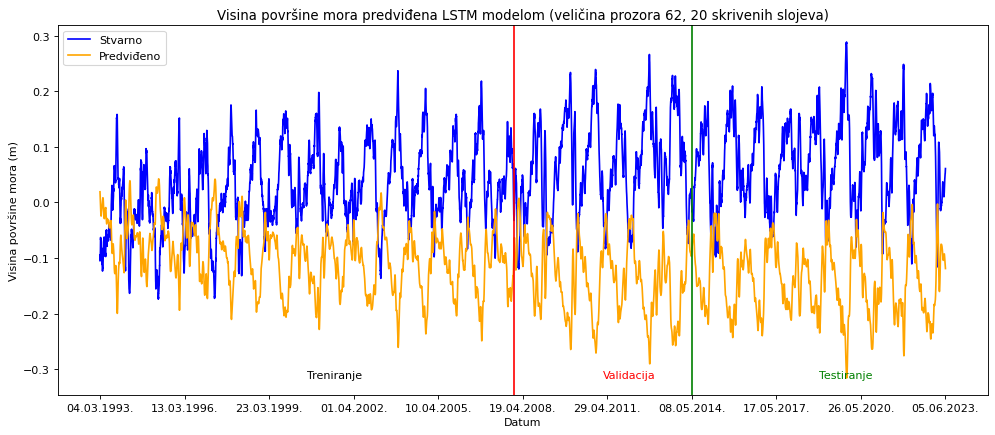 Visina površine mora predviđena LSTM modelom (veličina prozora 62, 20 skrivenih slojeva)
Stvarno
Predviđeno
Visina površine mora (m)
0.3
0.2
0.1
0.0
−0.1
−0.2
−0.3
Treniranje
Validacija
Testiranje
04.03.1993. 13.03.1996. 23.03.1999. 01.04.2002. 10.04.2005. 19.04.2008. 29.04.2011. 08.05.2014. 17.05.2017. 26.05.2020. 05.06.2023.
Datum